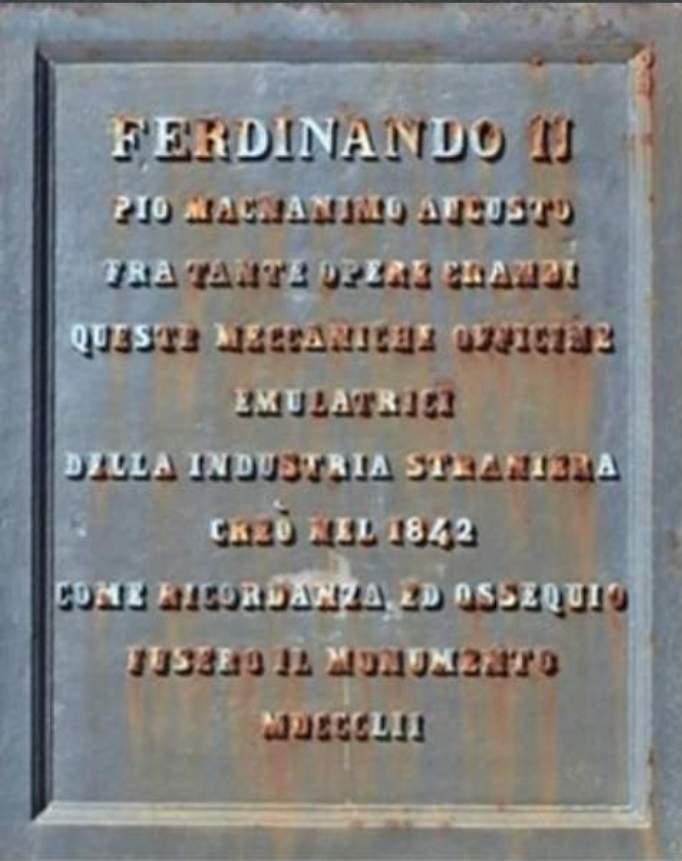 FERDINANDO II
PIO MAGNANIMO AUGUSTO
FRA TANTE OPERE GRANDI
QUESTE MECCANICHE OFFICINE
EMULATRICI
DELLA INDUSTRIA STRANIERA
CREÒ NEL 1842
COME RICORDANZA ED OSSEQUIO
FUSERO IL MONUMENTO
MDCCCLII